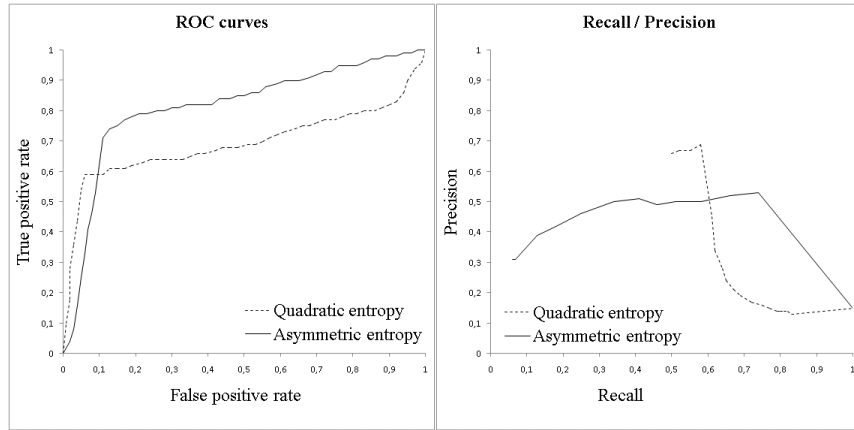 ROC curves
True positive rate
1
0,9
0,8
0,7
0,6
0,5
0,4
0,3
0,2
0,1
0
0 0,1 0,2 0,3 0,4 0,5 0,6 0,7 0,8 0,9 1
False positive rate
Quadratic entropy
Asymmetric entropy
Recall / Precision
Precision
1
0,9
0,8
0,7
0,6
0,5
0,4
0,3
0,2
0,1
0
0 0,1 0,2 0,3 0,4 0,5 0,6 0,7 0,8 0,9 1
Recall
Quadratic entropy
Asymmetric entropy